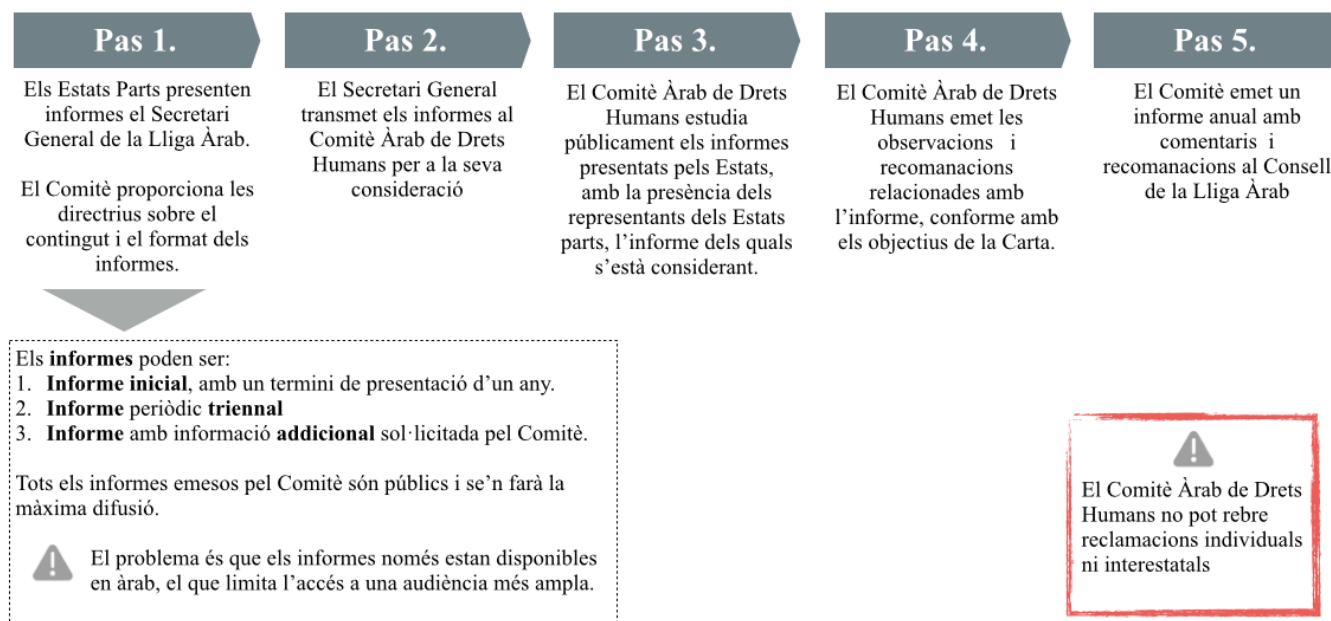 Pas 1.
Els Estats Parts presenten
informes el Secretari
General de la Lliga Àrab.
El Comitè proporciona les
directrius sobre el
contingut i el format dels
informes.
Pas 2.
El Secretari General
transmet els informes al
Comitè Àrab de Drets
Humans per a la seva
consideració
Pas 3.
El Comitè Àrab de Drets
Humans estudia
públicament els informes
presentats pels Estats,
amb la presència dels
representants dels Estats
parts, l’informe dels quals
s’està considerant.
Pas 4.
El Comitè Àrab de Drets
Humans emet les
observacions i
recomanacions
relacionades amb
l’informe, conforme amb
els objectius de la Carta.
Pas 5.
El Comitè emet un
informe anual amb
comentaris i
recomanacions al Consell
de la Lliga Àrab
Els informes poden ser:
1. Informe inicial, amb un termini de presentació d’un any.
2. Informe periòdic triennal
3. Informe amb informació addicional sol·licitada pel Comitè.
Tots els informes emesos pel Comitè són públics i se’n farà la
màxima difusió.
El problema és que els informes només estan disponibles
en àrab, el que limita l’accés a una audiència més ampla.
El Comitè Àrab de Drets
Humans no pot rebre
reclamacions individuals
ni interestatals